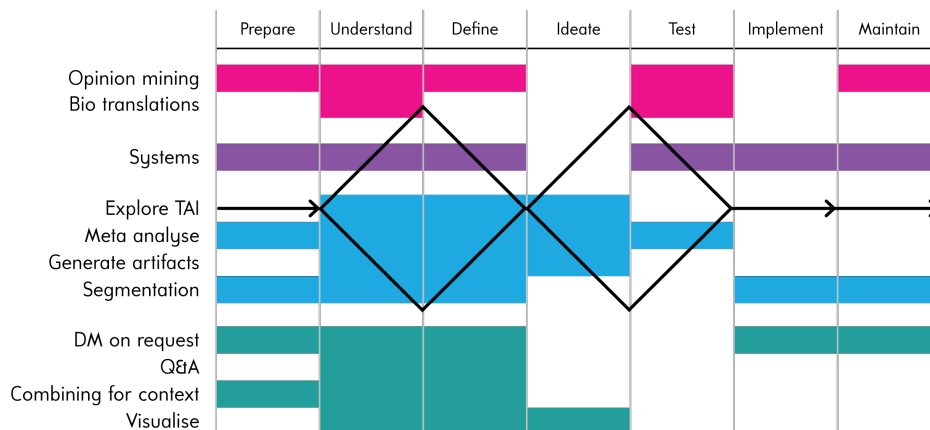 Prepare Understand Define Ideate Test Implement Maintain
Opinion mining
Bio translations
Systems
Explore TAI
Meta analyse
Generate artifacts
Segmentation
DM on request
Q&A
Combining for context
Visualise